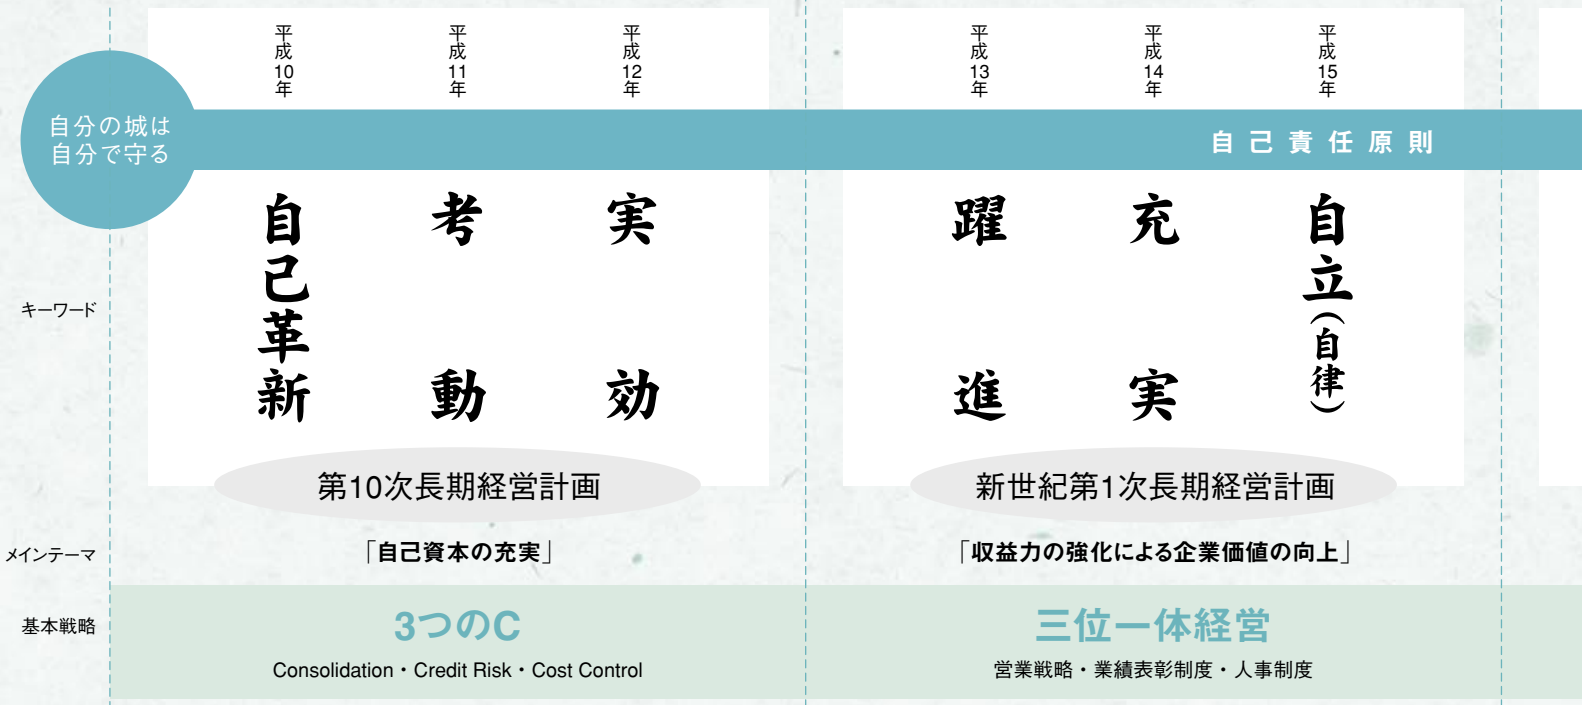 平成10年
平成11年
平成12年
平成13年
平成14年
平成15年
自分の城は
自分で守る
自己責任原則
キーワード
自己革新
考動
実効
躍進
充実
自立(自律)
第10次長期経営計画
新世紀第1次長期経営計画
メインテーマ
「自己資本の充実」
「収益力の強化による企業価値の向上」
基本戦略
3つのC
Consolidation・Credit Risk・Cost Control
三位一体経営
営業戦略・業績表彰制度・人事制度